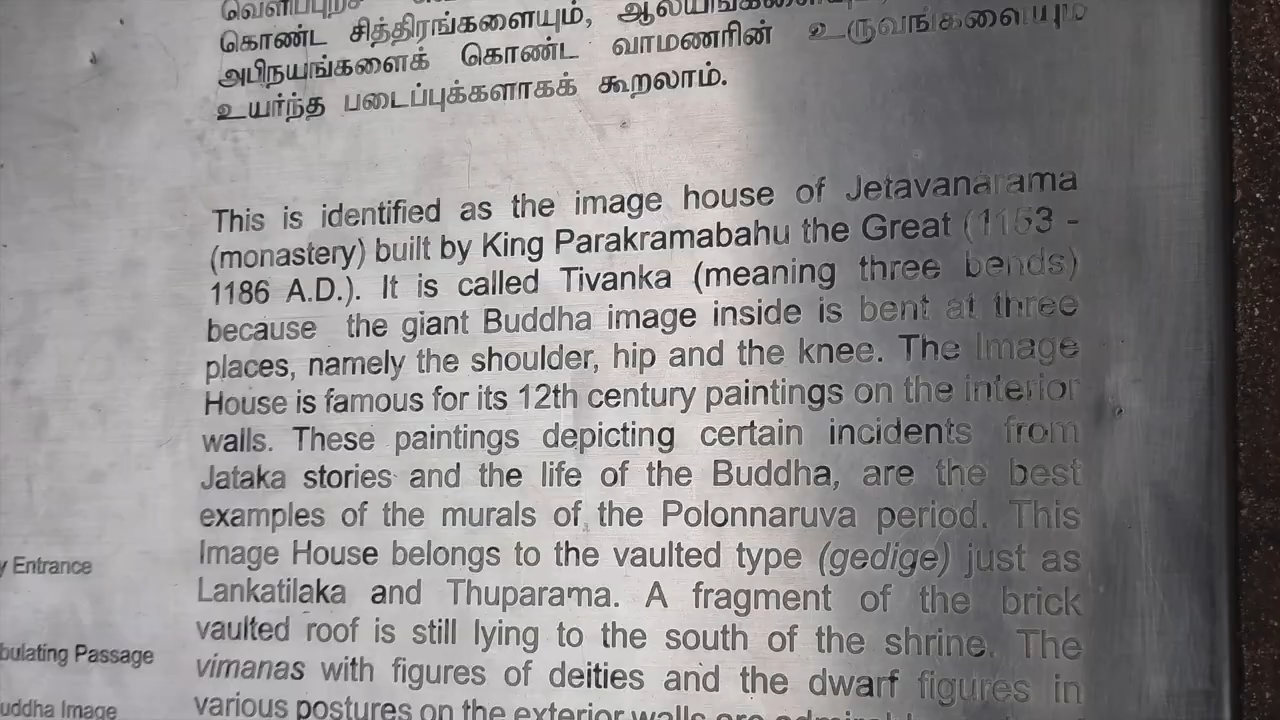 கொண்ட சித்திரங்களையும்,
அபிநயங்களைக் கொண்ட வாமணரின் உருவங்களையும்
உயர்ந்த படைப்புக்களாகக் கூறலாம்.
This is identified as the image house of Jetavanarama
(monastery) built by King Parakramabahu the Great (1153 -
1186 A.D.). It is called Tivanka (meaning three bends)
because the giant Buddha image inside is bent at three
places, namely the shoulder, hip and the knee. The Image
House is famous for its 12th century paintings on the interior
walls. These paintings depicting certain incidents from
Jataka stories and the life of the Buddha, are the best
examples of the murals of the Polonnaruva period. This
Image House belongs to the vaulted type (gedige) just as
Lankatilaka and Thuparama. A fragment of the brick
vaulted roof is still lying to the south of the shrine. The
vimanas with figures of deities and the dwarf figures in
various postures on the exterior walls are
y Entrance
bulating Passage
uddha Image